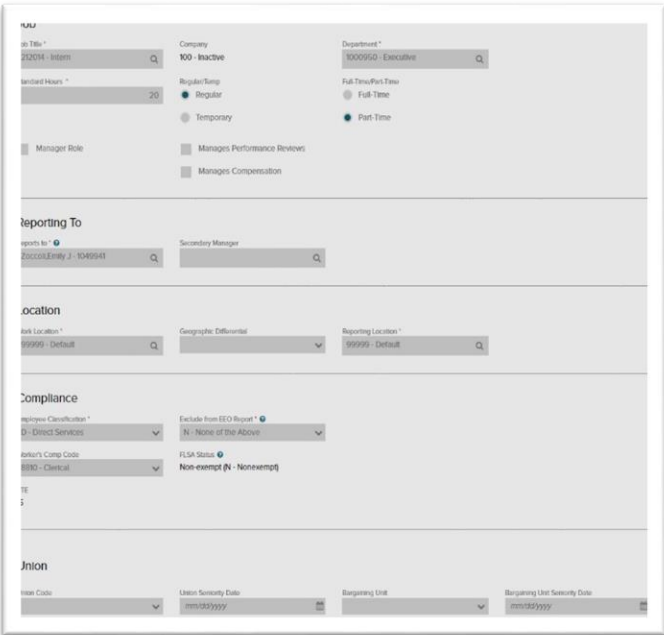 Job
Job Title * Company Department *
212014 - Intern 100 - Inactive 1000950 - Executive
Standard Hours * Regular/Temp Full-Time/Part-Time
20 Regular Full-Time
Temporary Part-Time
Manager Role Manages Performance Reviews
Manages Compensation
Reporting To
Reports to * Secondary Manager
Emily J - 1049941
Location
Work Location * Geographic Differential Reporting Location *
99999 - Default 99999 - Default
Compliance
Employee Classification * Exclude from EEO Report *
D - Direct Services N - None of the Above
Worker's Comp Code FLSA Status
- Clerical Non-exempt (N - Nonexempt)
Union
Union Code Union Seniority Date Bargaining Unit Bargaining Unit Seniority Date
mm/dd/yyyy mm/dd/yyyy